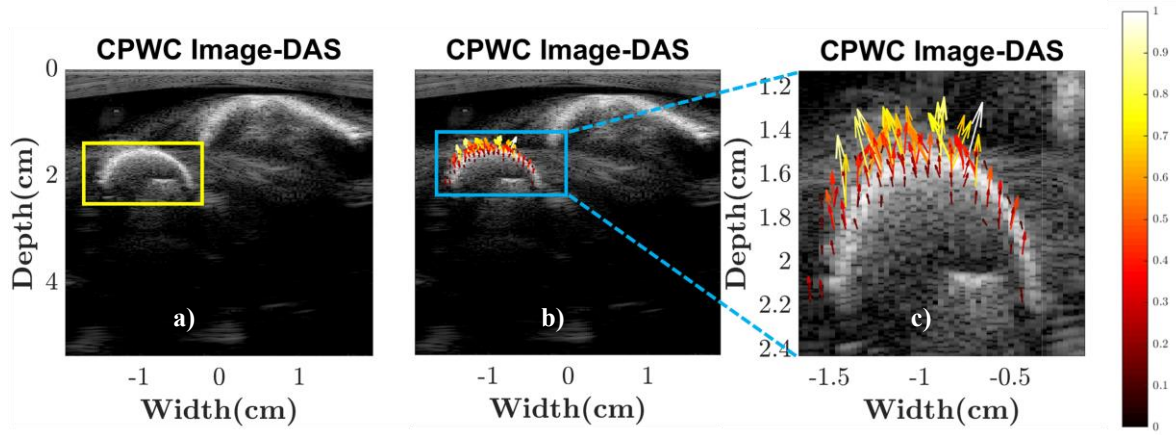 CPWC Image-DAS
0
2
4
Depth(cm)
a)
-1
0
1
Width(cm)
CPWC Image-DAS
b)
-1
0
1
Width(cm)
CPWC Image-DAS
1.2
1.4
1.6
1.8
2
2.2
2.4
Depth(cm)
c)
-1.5
-1
-0.5
Width(cm)
1
0.9
0.8
0.7
0.6
0.5
0.4
0.3
0.2
0.1
0